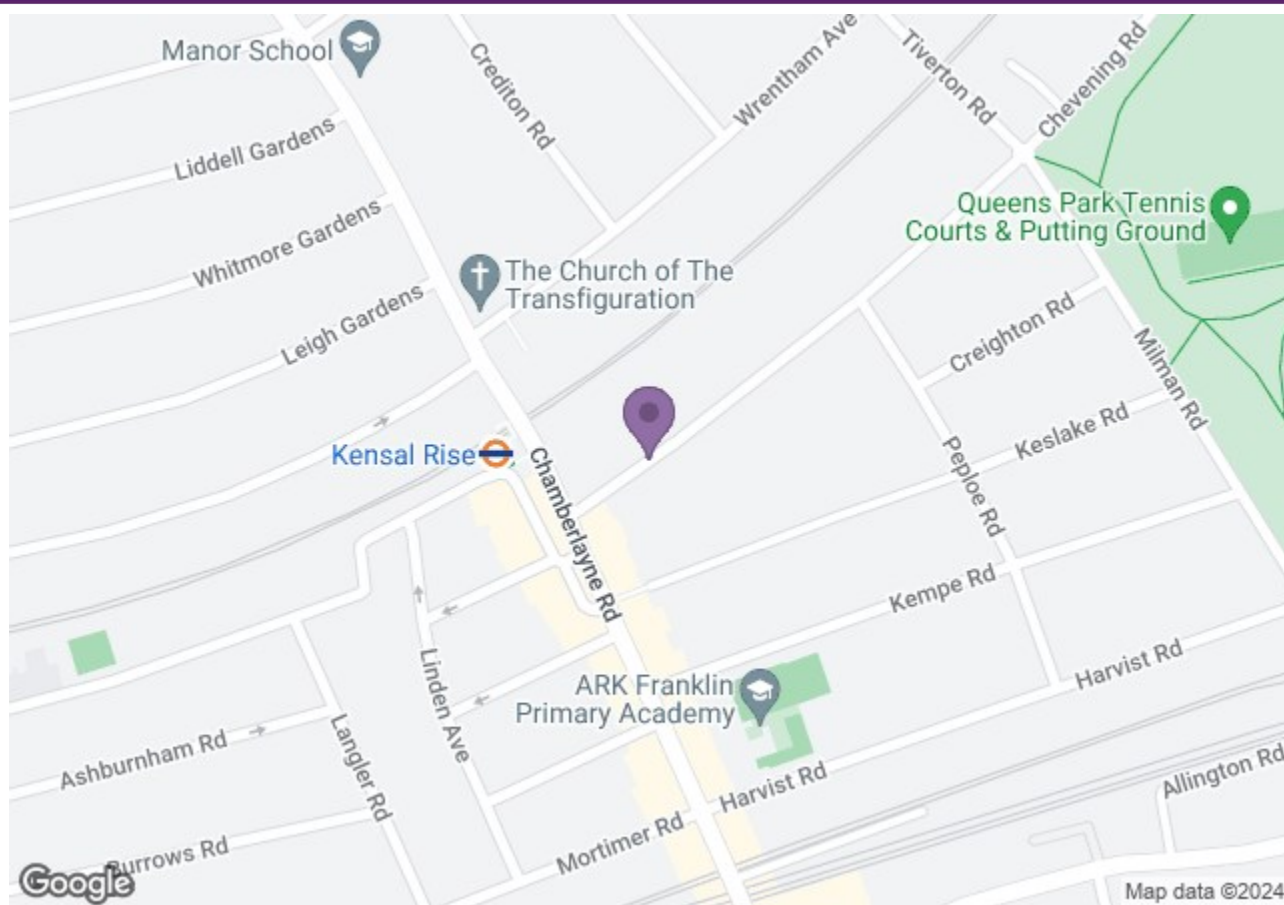 Manor School
Crediton Rd
Wrentham Ave
Tiverton Rd
Chevening Rd
Liddell Gardens
Whitmore Gardens
Queens Park Tennis
Courts & Putting Ground
The Church of The
Transfiguration
Leigh Gardens
Creighton Rd
Milman Rd
Keslake Rd
Kensal Rise
Chamberlayne Rd
Peploe Rd
Kempe Rd
Linden Ave
Harvist Rd
ARK Franklin
Primary Academy
Langler Rd
Ashburnham Rd
Harvist Rd
Allington Rd
Mortimer Rd
Burrows Rd
Google
Map data ©2024